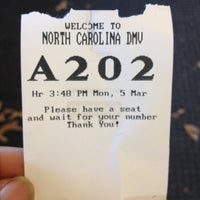 WELCOME TO
NORTH CAROLINA DMV
A202
Hr 3:48 PM Mon, 5 Mar
Please have a seat
and wait for your number
Thank You!